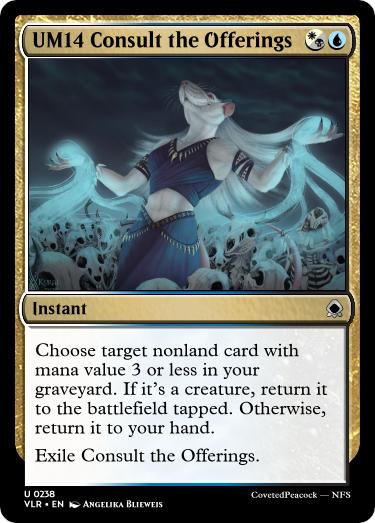 UM14 Consult the Offerings
Instant
Choose target nonland card with
mana value 3 or less in your
graveyard. If it's a creature, return it
to the battlefield tapped. Otherwise,
return it to your hand.
Exile Consult the Offerings.
U 0238
VLR • EN Angelika Blieweis
CovetedPeacock — NFS